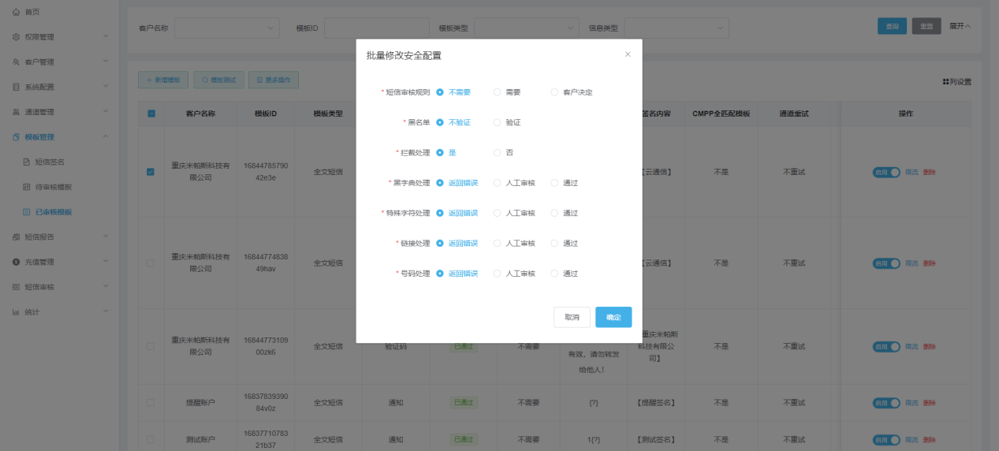 首页
权限管理
客户管理
系统配置
通道管理
模板管理
短信签名
待审核模板
已审核模板
短信报告
充值管理
短信审核
统计
客户名称 模板ID 模板类型 信息类型 查询 重置 展开
+ 新增模板 模板测试 更多操作 列设置
客户名称 模板ID 模板类型 签名内容 CMPP全匹配模板 通道重试 操作
重庆米帕斯科技有
限公司
16844785790
42e3e
全文短信 【云通信】 不是 不重试 启用 限流 删除
重庆米帕斯科技有
限公司
16844774838
49hav
全文短信 【云通信】 不是 不重试 启用 限流 删除
重庆米帕斯科技有
限公司
16844773109
00zk6
全文短信 验证码 已通过 不需要
有效，请勿转发
给他人！
重庆米帕斯
科技有限公
司】
不是 不重试 启用 限流 删除
提醒账户
16837839390
84v0z
全文短信 通知 已通过 不需要 {?} 【提醒签名】 不是 不重试 启用 限流 删除
测试账户
16837710783
21b37
全文短信 通知 已通过 不需要 1{?} 【测试签名】 不是 不重试 启用 限流 删除
批量修改安全配置 ×
*短信审核规则 不需要 需要 客户决定
*黑名单 不验证 验证
*拦截处理 是 否
*黑字典处理 返回错误 人工审核 通过
*特殊字符处理 返回错误 人工审核 通过
*链接处理 返回错误 人工审核 通过
*号码处理 返回错误 人工审核 通过
取消 确定